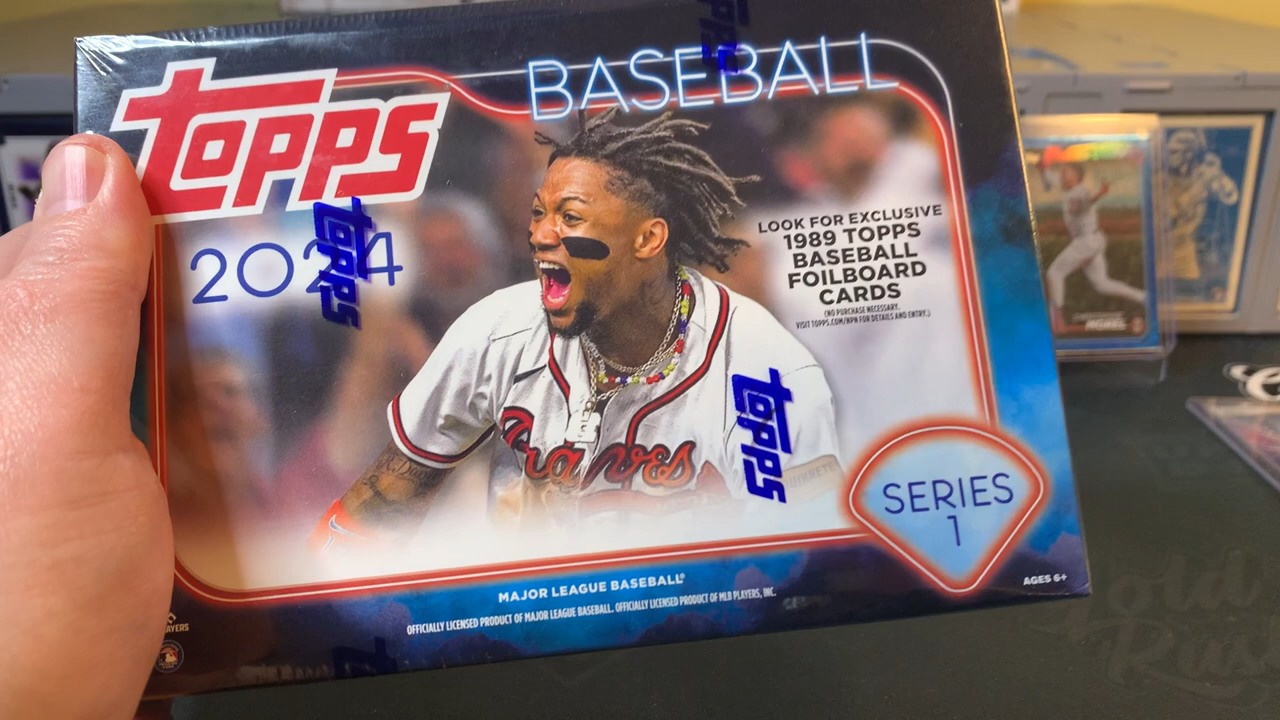 BASEBALL
TOPPS
TOPPS
2024
TOPPS
LOOK FOR EXCLUSIVE
1989 TOPPS
BASEBALL
FOILBOARD
CARDS
(NO PURCHASE NECESSARY.
VISIT TOPPS.COM/NPN FOR DETAILS AND ENTRY.)
Braves
TOPPS
SERIES
1
MAJOR LEAGUE BASEBALL®
AGES 6+
OFFICIALLY LICENSED PRODUCT OF MAJOR LEAGUE BASEBALL. OFFICIALLY LICENSED PRODUCT OF MLB PLAYERS, INC.